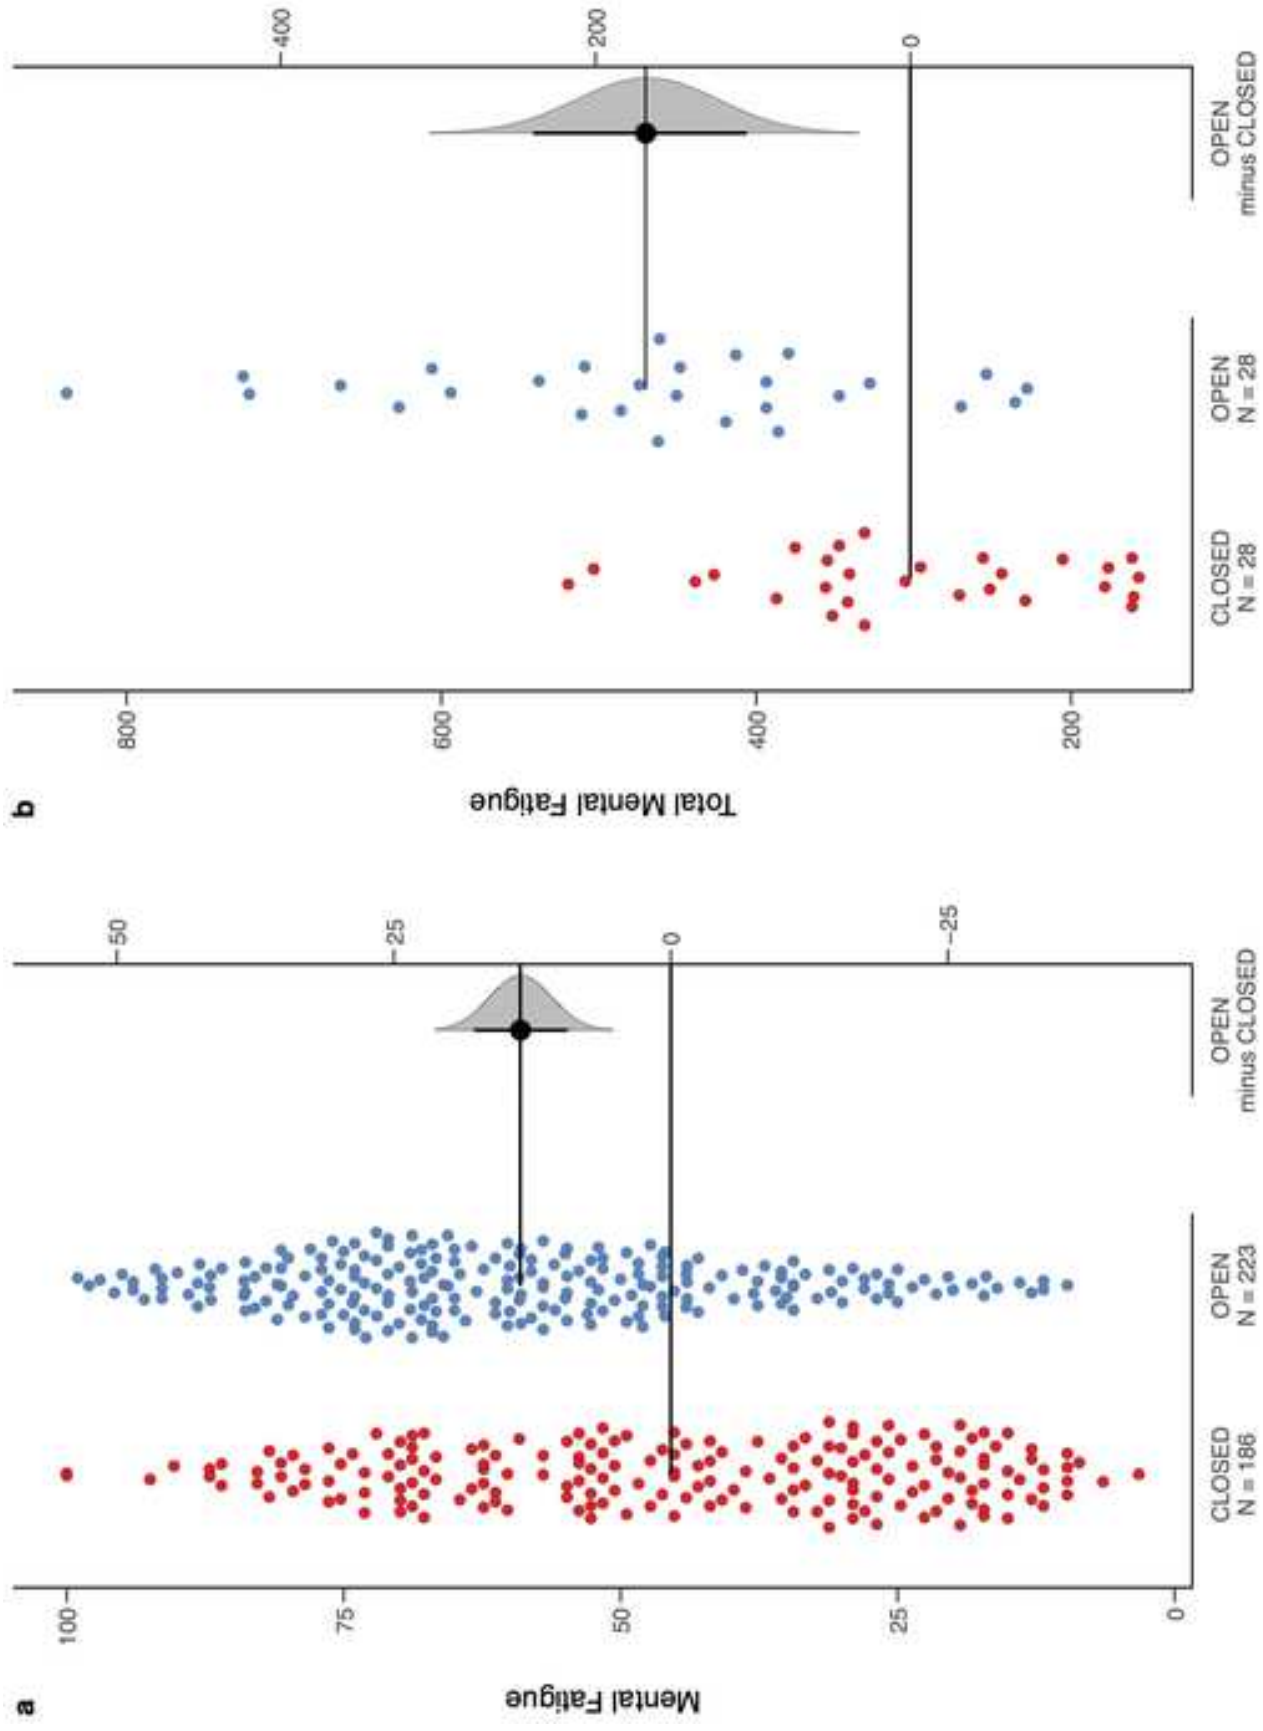 a
Mental Fatigue
100
75
50
25
0
CLOSED
N = 186
OPEN
N = 223
OPEN
minus CLOSED
50
25
0
-25
b
Total Mental Fatigue
800
600
400
200
CLOSED
N = 28
OPEN
N = 28
OPEN
minus CLOSED
400
200
0